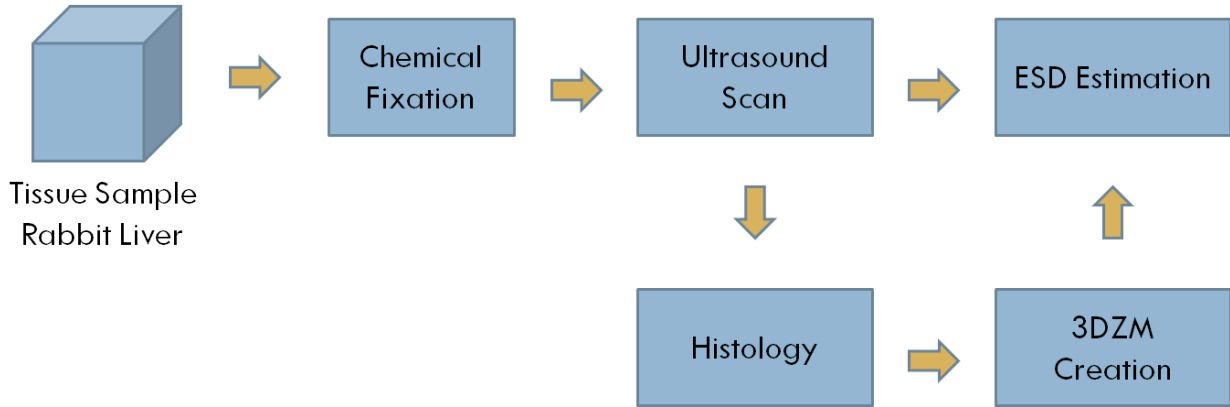 Tissue Sample
Rabbit Liver
Chemical
Fixation
Ultrasound
Scan
ESD Estimation
Histology
3DZM
Creation